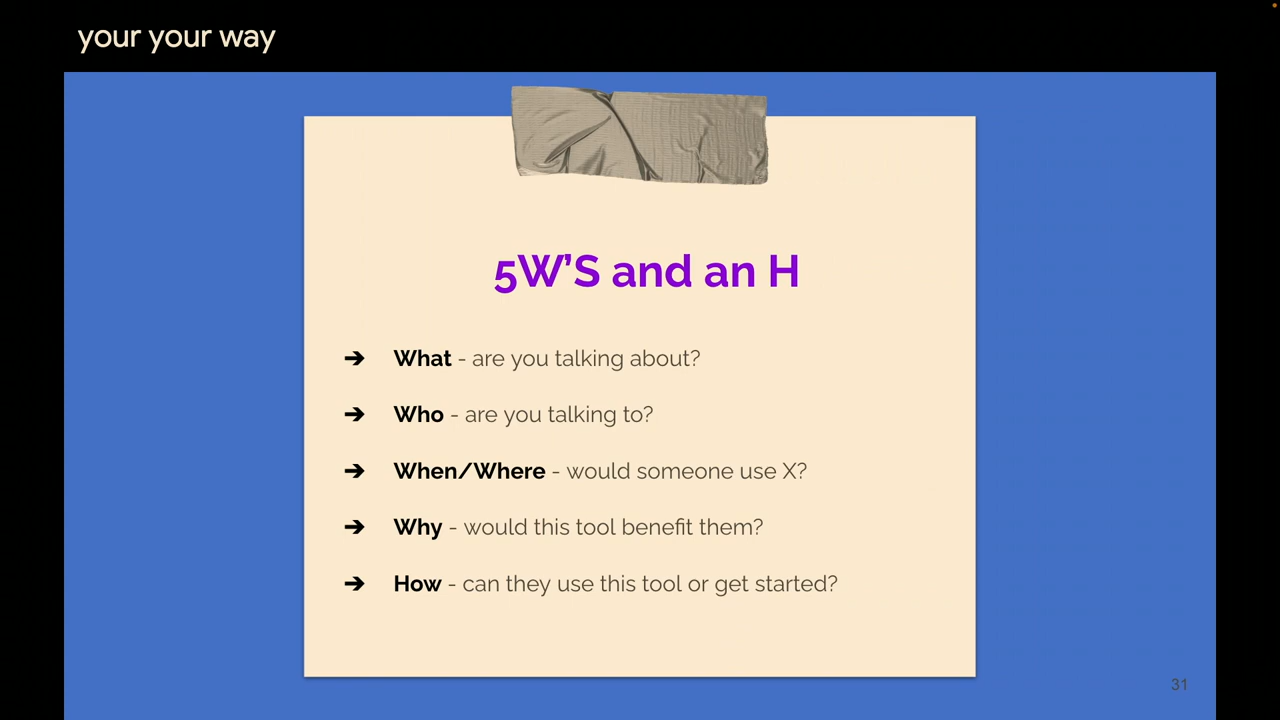 your your way
5W’S and an H
➔ What - are you talking about?
➔ Who - are you talking to?
➔ When/Where - would someone use X?
➔ Why - would this tool benefit them?
➔ How - can they use this tool or get started?
31